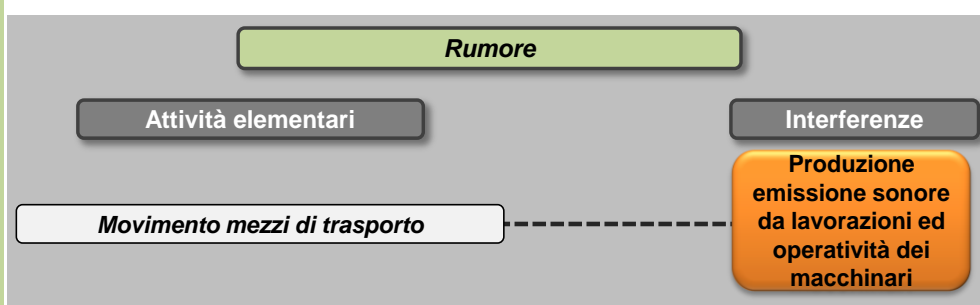 Rumore
Attività elementari
Interferenze
Movimento mezzi di trasporto
Produzione
emissione sonore
da lavorazioni ed
operatività dei
macchinari